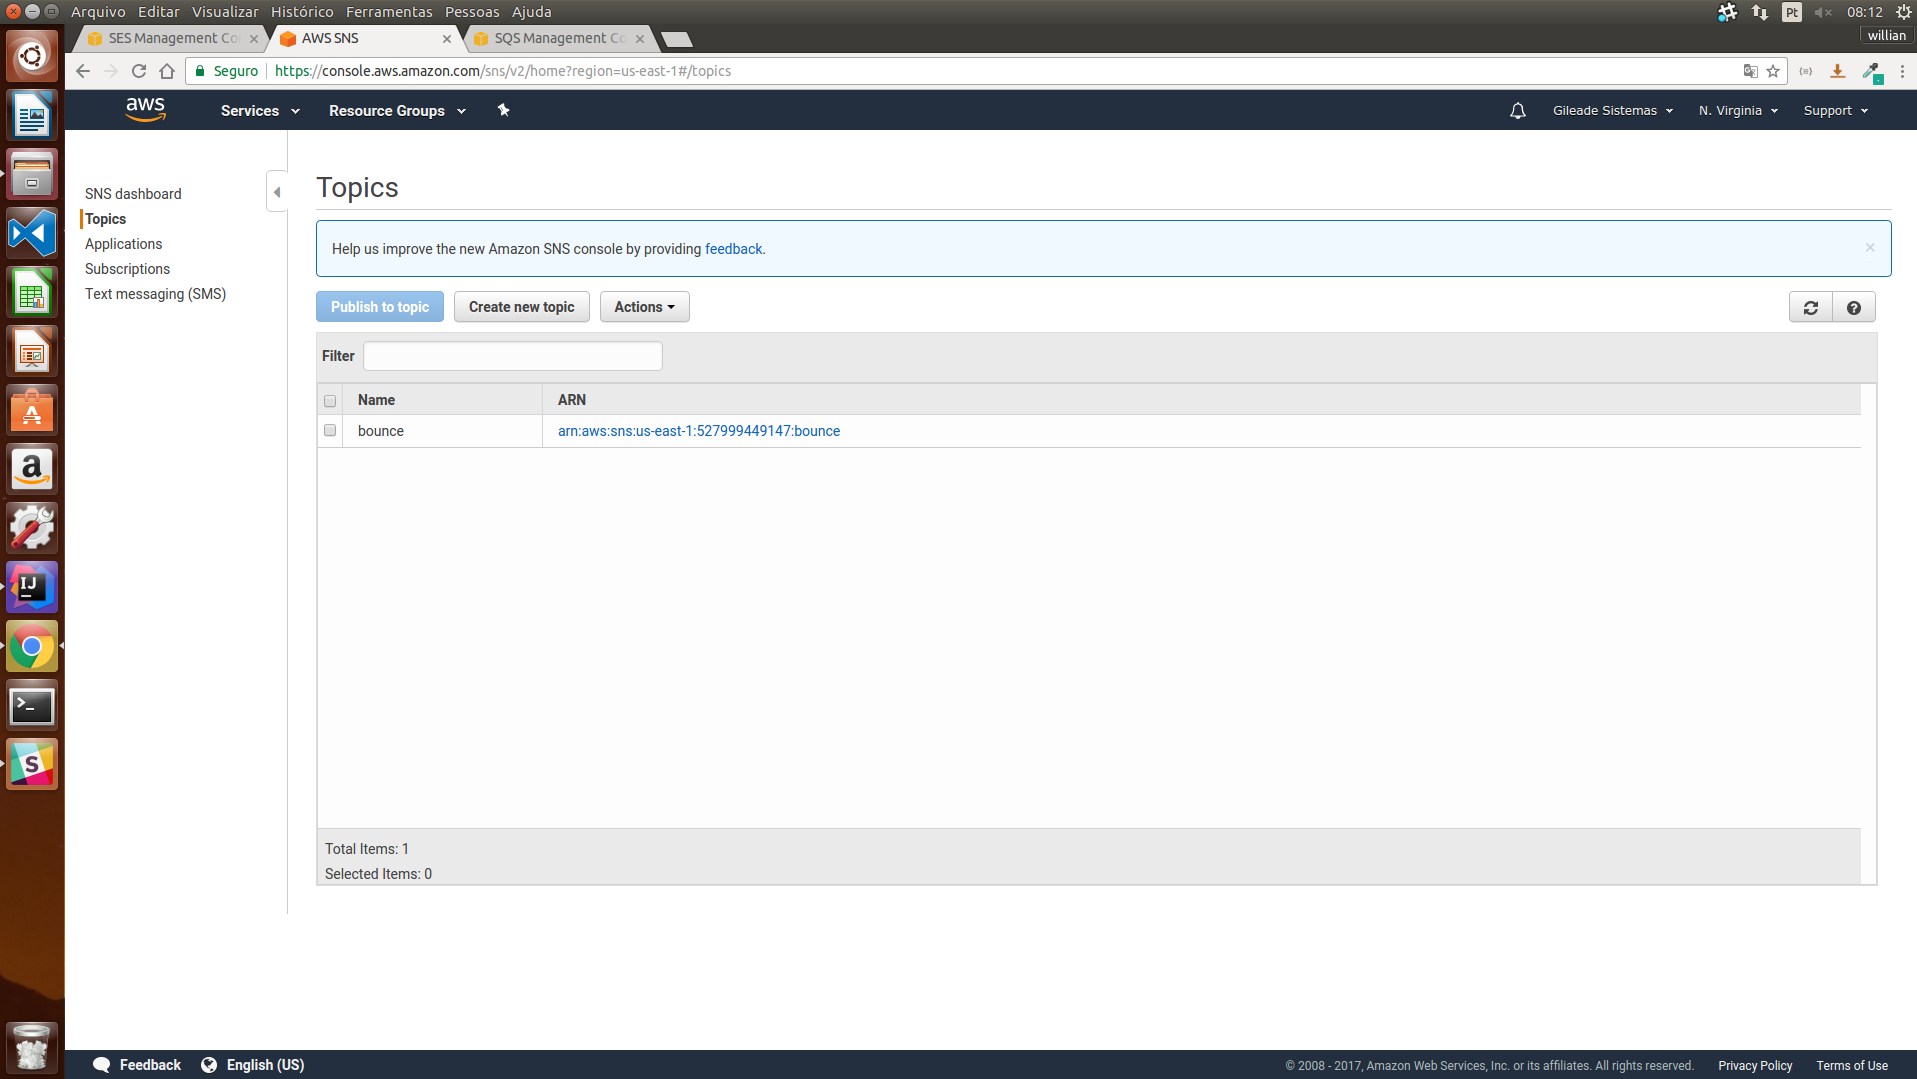 Arquivo Editar Visualizar Histórico Ferramentas Pessoas Ajuda
Pt
08:12
willian
SES Management Co
AWS SNS
SQS Management Co
Seguro
https://console.aws.amazon.com/sns/v2/home?region=us-east-1#/topics
aws
Services
Resource Groups
Gileade Sistemas
N. Virginia
Support
SNS dashboard
Topics
Applications
Subscriptions
Text messaging (SMS)
Topics
Help us improve the new Amazon SNS console by providing feedback.
Publish to topic
Create new topic
Actions
Filter
Name
ARN
bounce
arn:aws:sns:us-east-1:527999449147:bounce
Total Items: 1
Selected Items: 0
Feedback
English (US)
© 2008 - 2017, Amazon Web Services, Inc. or its affiliates. All rights reserved.
Privacy Policy
Terms of Use